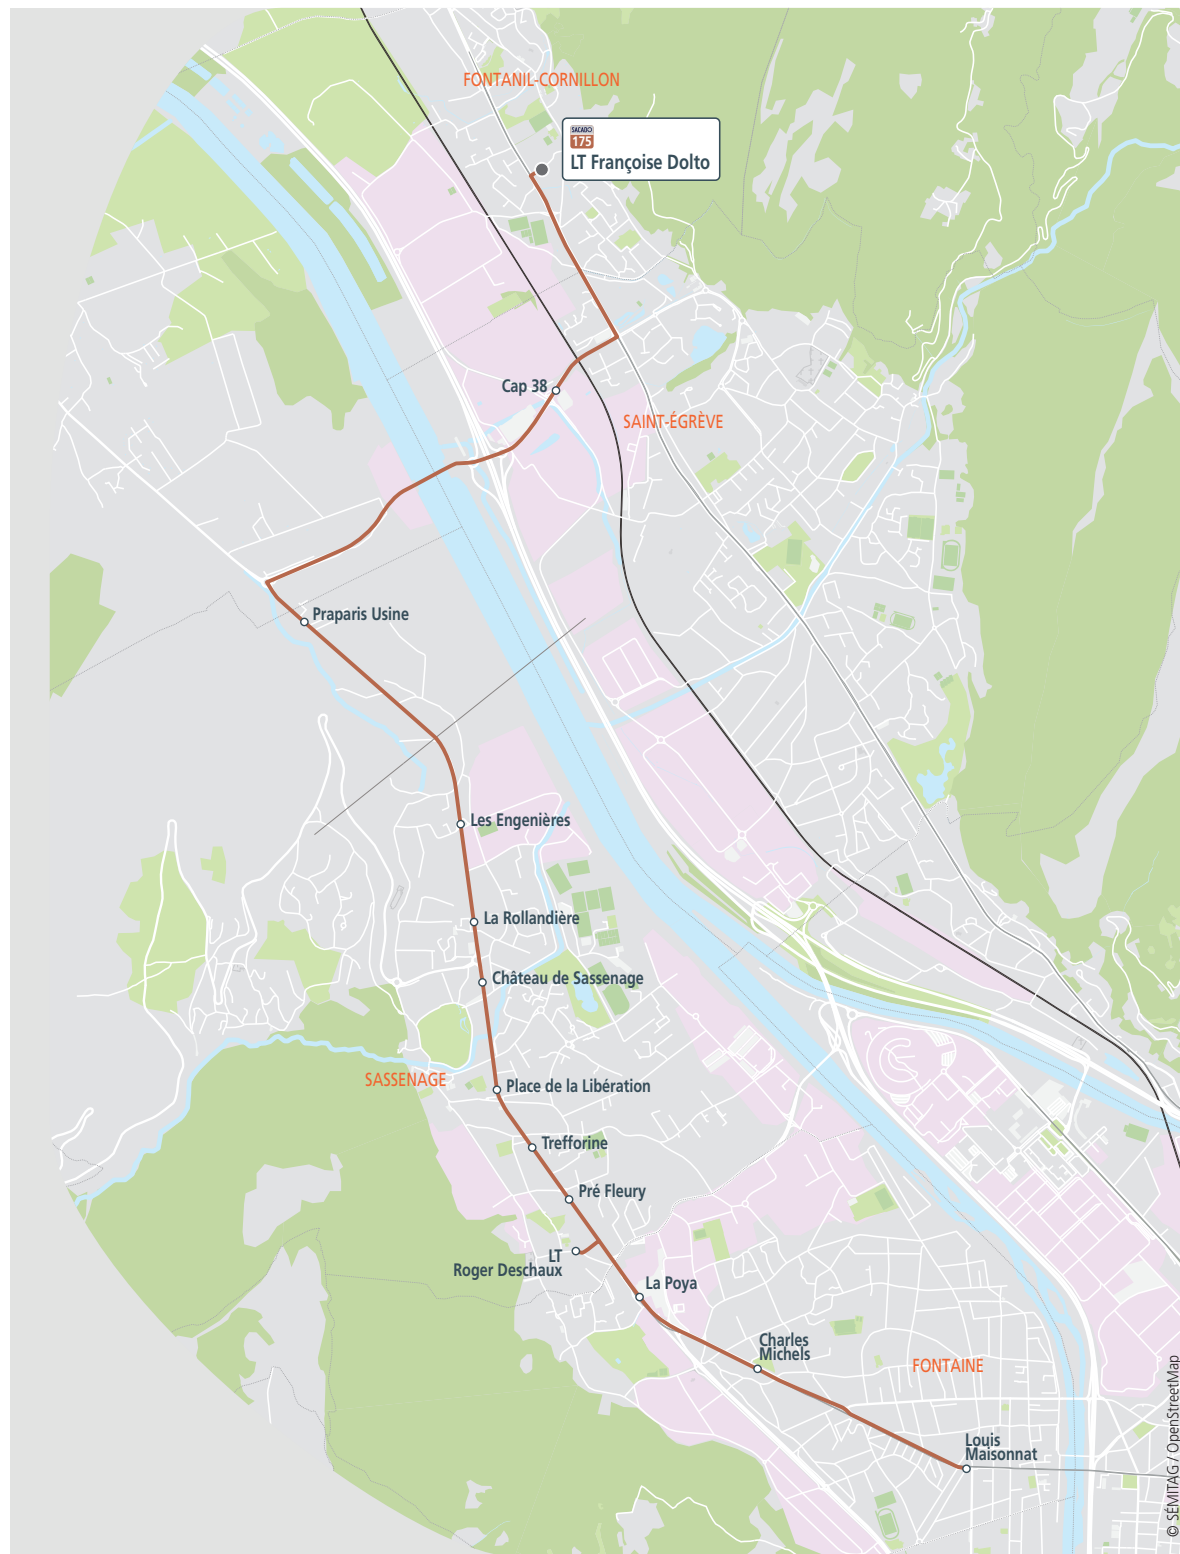 FONTANIL-CORNILLON
SACADO
175
LT Françoise Dolto
Cap 38
SAINT-ÉGRÈVE
Praparis Usine
Les Engenières
La Rollandière
Château de Sassenage
SASSENAGE
Place de la Libération
Trefforine
Pré Fleury
LT
Roger Deschaux
La Poya
Charles
Michels
FONTAINE
Louis
Maisonnat
© SÉMITAG / OpenStreetMap